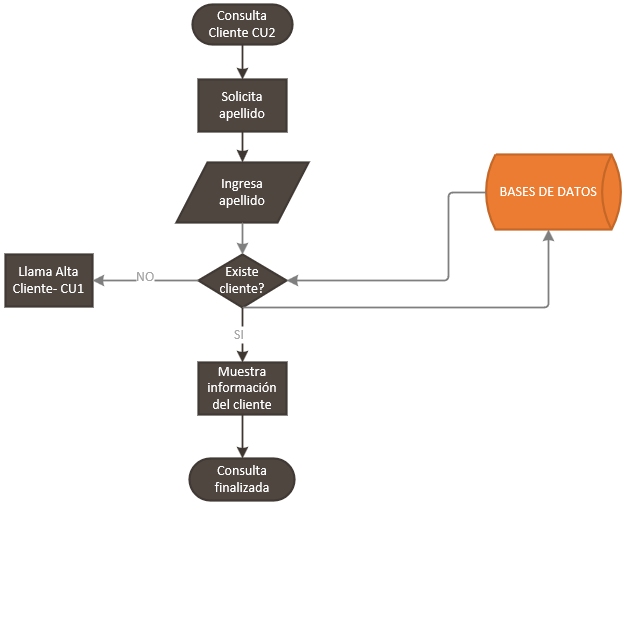 Consulta
Cliente CU2
Solicita
apellido
Ingresa
apellido
BASES DE DATOS
Existe
cliente?
NO
Llama Alta
Cliente- CU1
SI
Muestra
información
del cliente
Consulta
finalizada